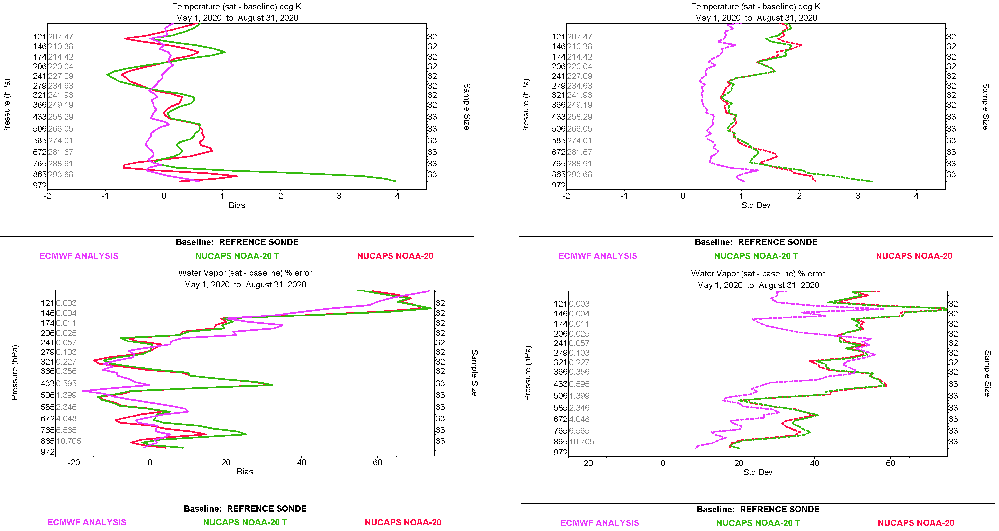 Temperature (sat - baseline) deg K
May 1, 2020 to August 31, 2020
Pressure (hPa)
121 207.47 32
146 210.38 32
174 214.42 32
206 220.04 32
241 227.09 32
279 234.63 32
321 241.93 32
366 249.19 32
433 258.29 33
506 266.05 33
585 274.01 33
672 281.67 33
765 288.91 33
865 293.68 33
972
Sample Size
-2 -1 0 1 2 3 4
Bias
Baseline: REFRENCE SONDE
ECMWF ANALYSIS NUCAPS NOAA-20 T NUCAPS NOAA-20
Temperature (sat - baseline) deg K
May 1, 2020 to August 31, 2020
Pressure (hPa)
121 207.47 32
146 210.38 32
174 214.42 32
206 220.04 32
241 227.09 32
279 234.63 32
321 241.93 32
366 249.19 32
433 258.29 33
506 266.05 33
585 274.01 33
672 281.67 33
765 288.91 33
865 293.68 33
972
Sample Size
-2 -1 0 1 2 3 4
Std Dev
Baseline: REFRENCE SONDE
ECMWF ANALYSIS NUCAPS NOAA-20 T NUCAPS NOAA-20
Water Vapor (sat - baseline) % error
May 1, 2020 to August 31, 2020
Pressure (hPa)
121 0.003 32
146 0.004 32
174 0.011 32
206 0.025 32
241 0.057 32
279 0.103 32
321 0.227 32
366 0.356 32
433 0.595 33
506 1.399 33
585 2.346 33
672 4.048 33
765 6.565 33
865 10.705 33
972
Sample Size
-20 0 20 40 60
Bias
Baseline: REFRENCE SONDE
ECMWF ANALYSIS NUCAPS NOAA-20 T NUCAPS NOAA-20
Water Vapor (sat - baseline) % error
May 1, 2020 to August 31, 2020
Pressure (hPa)
121 0.003 32
146 0.004 32
174 0.011 32
206 0.025 32
241 0.057 32
279 0.103 32
321 0.227 32
366 0.356 32
433 0.595 33
506 1.399 33
585 2.346 33
672 4.048 33
765 6.565 33
865 10.705 33
972
Sample Size
-20 0 20 40 60
Std Dev
Baseline: REFRENCE SONDE
ECMWF ANALYSIS NUCAPS NOAA-20 T NUCAPS NOAA-20